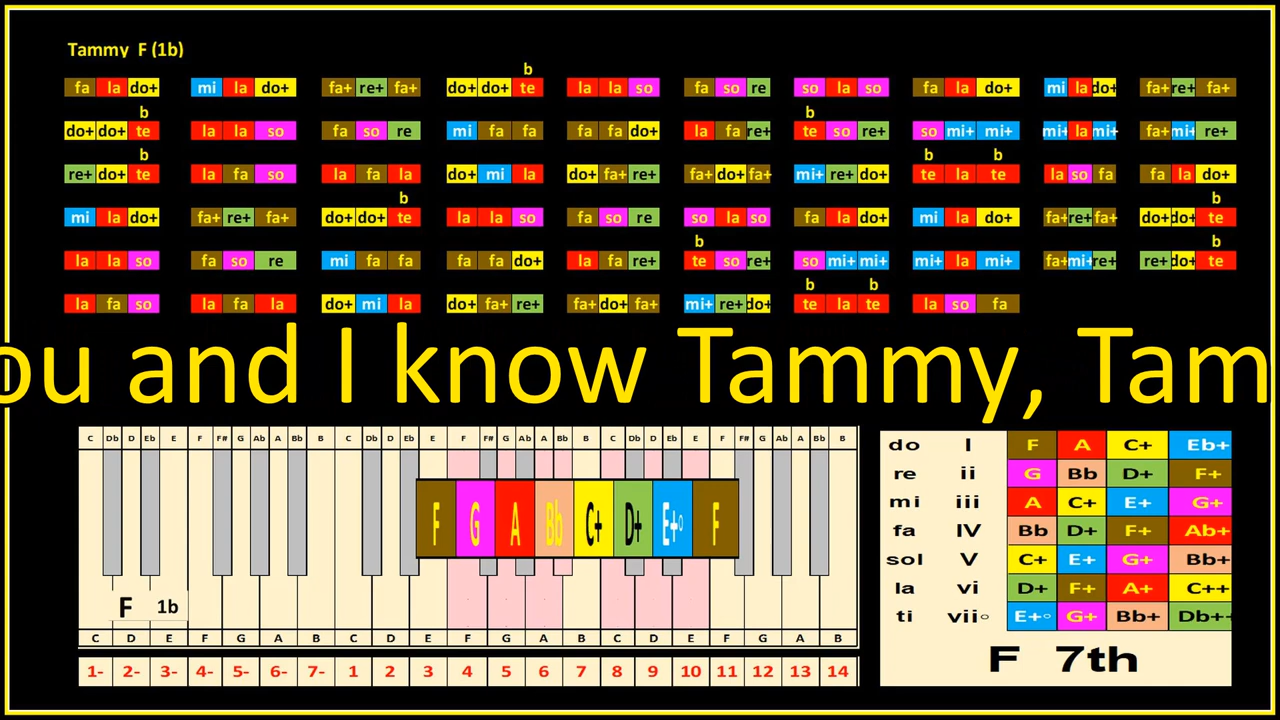 Tammy F (1b)
b
fa la do+ mi la do+ fa+ re+ fa+ do+ do+ te la la so fa so re so la so fa la do+ mi la do+ fa+ re+ fa+
b b
do+ do+ te la la so fa so re mi fa fa fa fa do+ la fa re+ te so re+ so mi+ mi+ mi+ la mi+ fa+ mi+ re+
b b b
re+ do+ te la fa so la fa la do+ mi la do+ fa+ re+ fa+ do+ fa+ mi+ re+ do+ te la te la so fa fa la do+
b b
mi la do+ fa+ re+ fa+ do+ do+ te la la so fa so re so la so fa la do+ mi la do+ fa+ re+ fa+ do+ do+ te
b b
la la so fa so re mi fa fa fa fa do+ la fa re+ te so re+ so mi+ mi+ mi+ la mi+ fa+ mi+ re+ re+ do+ te
b b
la fa so la fa la do+ mi la do+ fa+ re+ fa+ do+ fa+ mi+ re+ do+ te la te la so fa
ou and I know Tammy, Tam
C Db D Eb E F F# G Ab A Bb B C Db D Eb E F F# G Ab A Bb B C Db D Eb E F F# G Ab A Bb B
F G A Bb C+ D+ E+° F
F 1b
C D E F G A B C D E F G A B C D E F G A B
1- 2- 3- 4- 5- 6- 7- 1 2 3 4 5 6 7 8 9 10 11 12 13 14
do I F A C+ Eb+
re ii G Bb D+ F+
mi iii A C+ E+ G+
fa IV Bb D+ F+ Ab+
sol V C+ E+ G+ Bb+
la vi D+ F+ A+ C++
ti vii° E+° G+ Bb+ Db++
F 7th